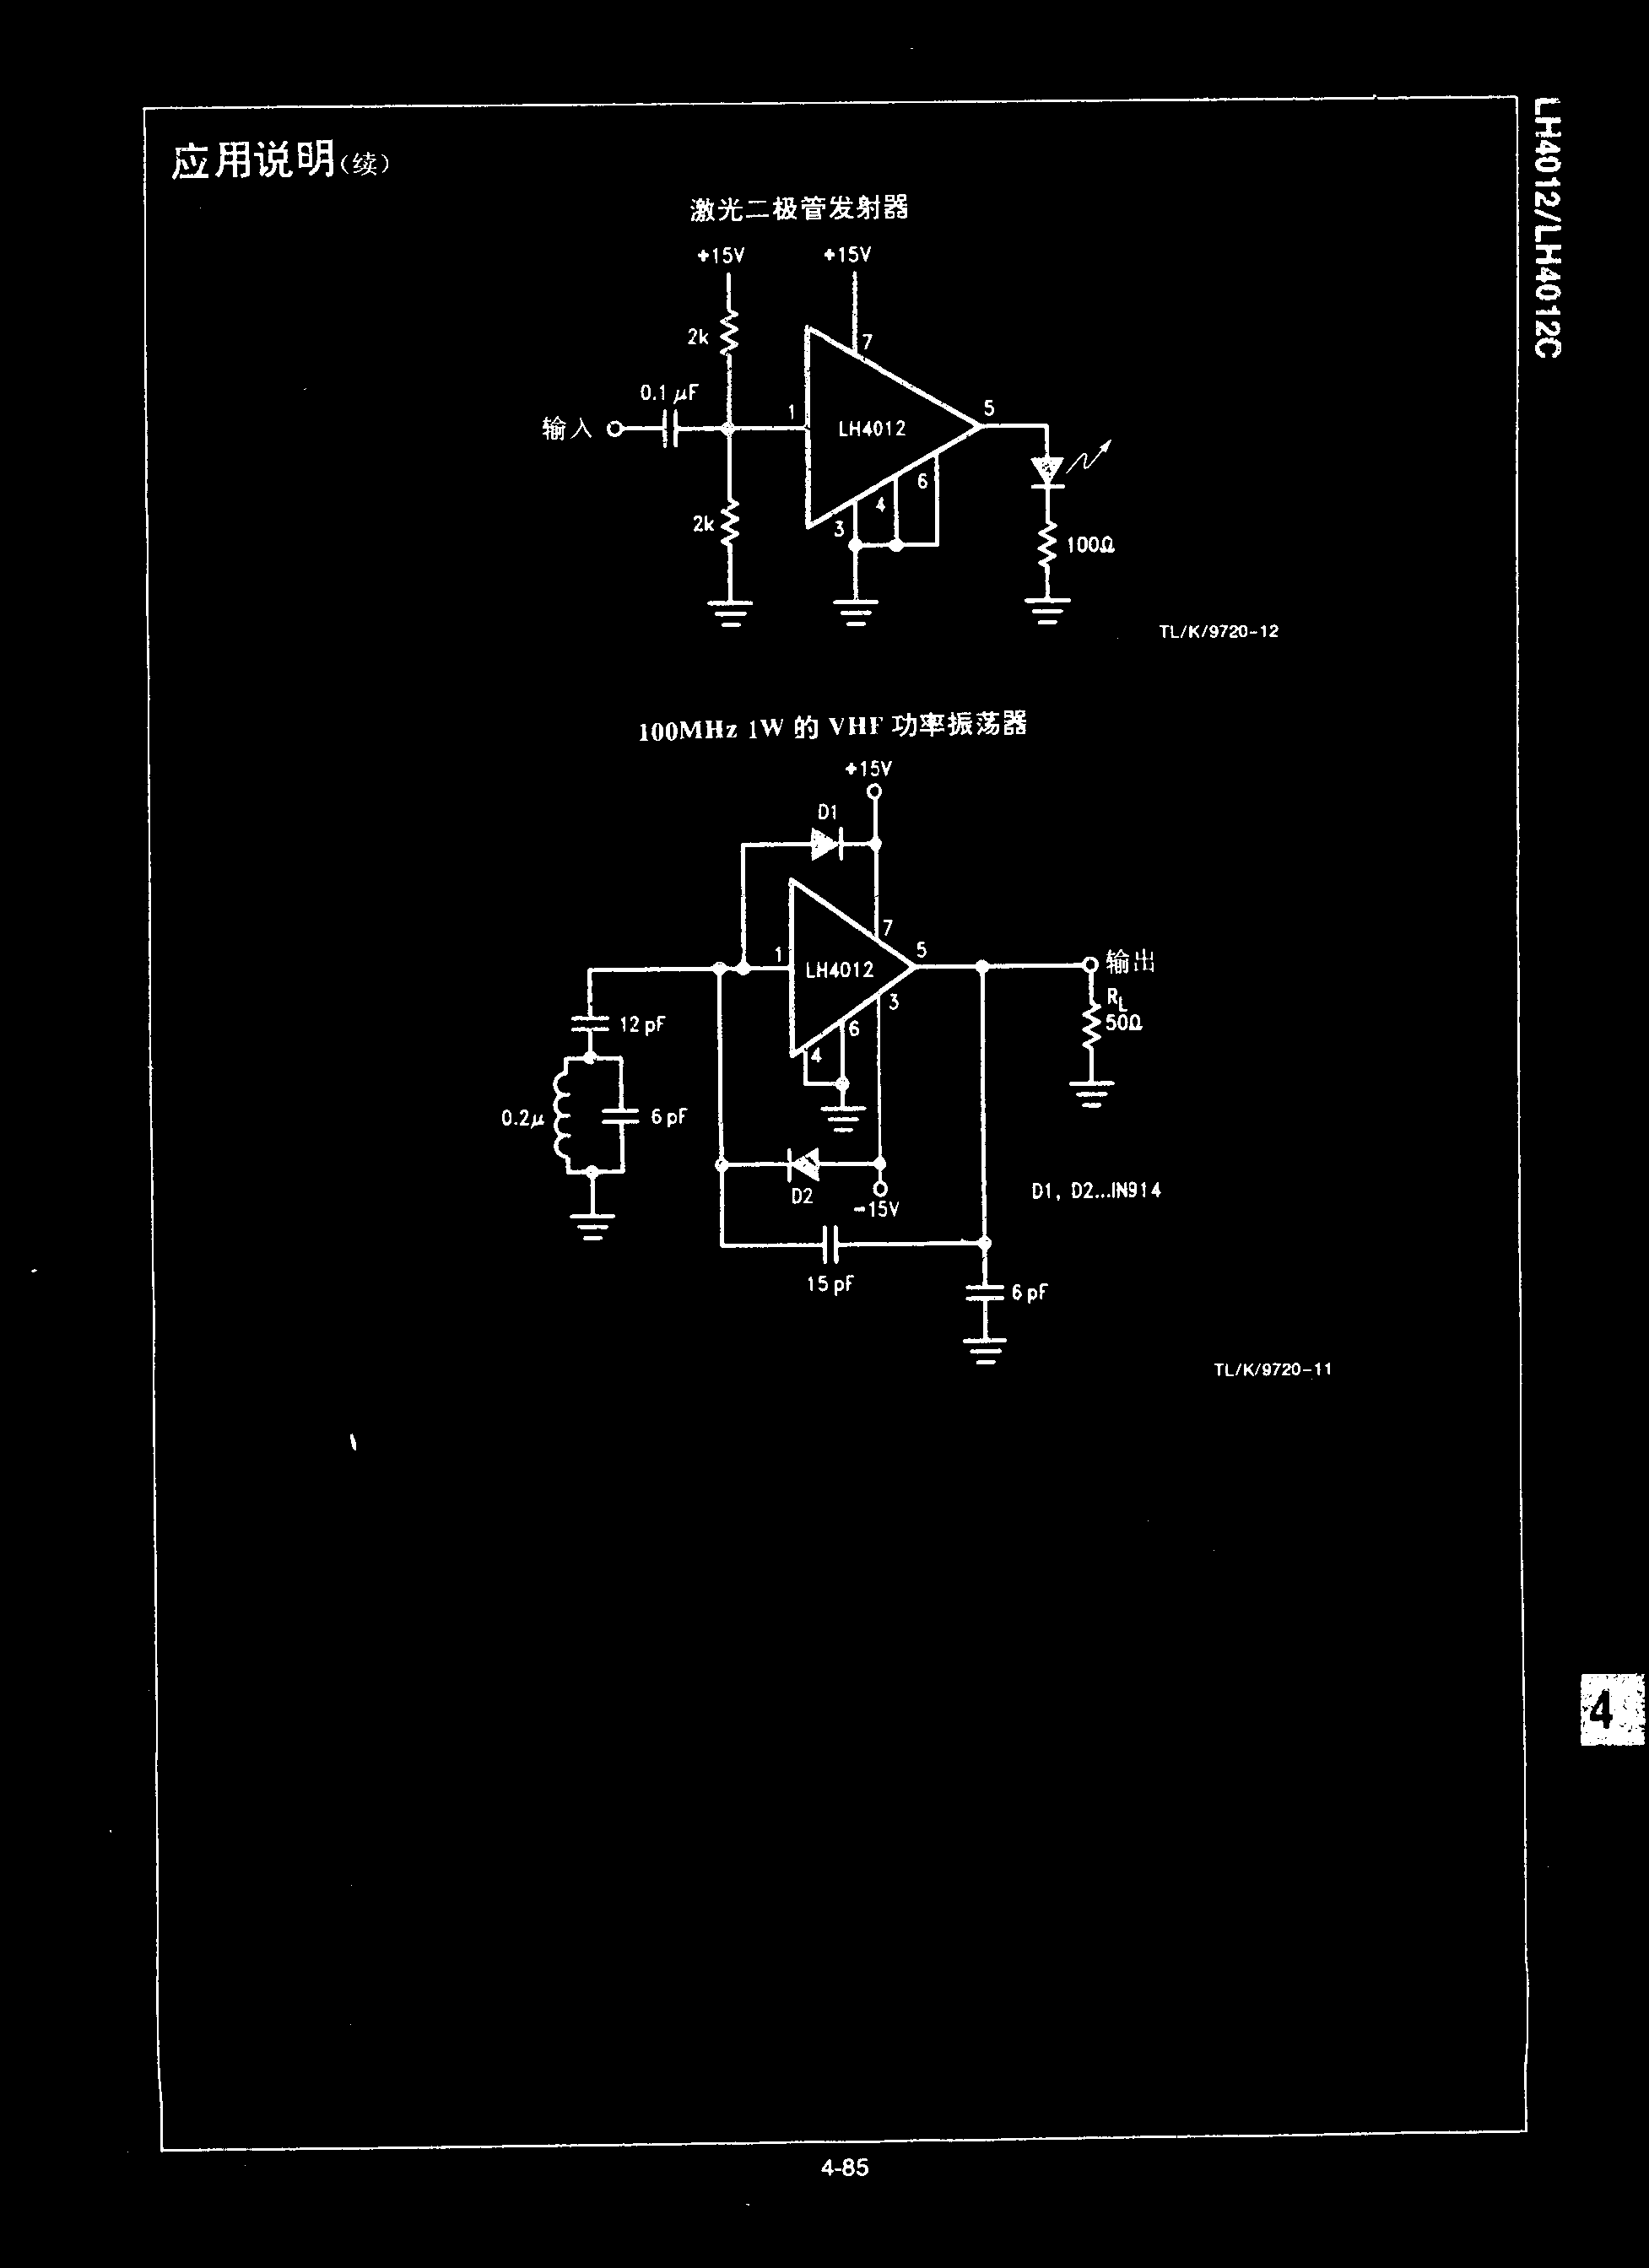 LH4012/LH4012C
应用说明(续)
激光二极管发射器
+15V
+15V
2k
7
0.1 μF
输入
1
LH4012
5
2k
3
4
6
100Ω
TL/K/9720-12
100MHz 1W 的 VHF 功率振荡器
+15V
D1
7
1
LH4012
5
输出
3
RL
50Ω
12 pF
6
4
0.2μ
6 pF
D2
-15V
D1, D2...IN914
15 pF
6 pF
TL/K/9720-11
4
4-85